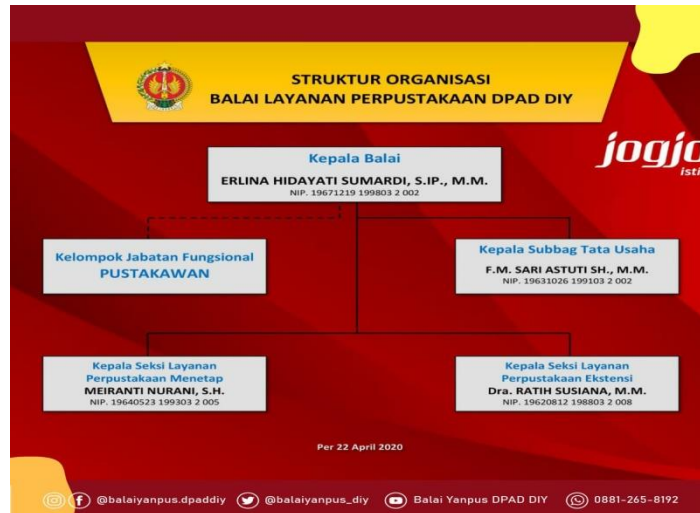 STRUKTUR ORGANISASI
BALAI LAYANAN PERPUSTAKAAN DPAD DIY
Kepala Balai
ERLINA HIDAYATI SUMARDI, S.IP., M.M.
NIP. 19671219 199803 2 002
Kelompok Jabatan Fungsional
PUSTAKAWAN
Kepala Subbag Tata Usaha
F.M. SARI ASTUTI SH., M.M.
NIP. 19631026 199103 2 002
Kepala Seksi Layanan
Perpustakaan Menetap
MEIRANTI NURANI, S.H.
NIP. 19640523 199303 2 005
Kepala Seksi Layanan
Perpustakaan Ekstensi
Dra. RATIH SUSIANA, M.M.
NIP. 19620812 198803 2 008
Per 22 April 2020
@balaiyanpus.dpaddiy @balaiyanpus_diy Balai Yanpus DPAD DIY 0881-265-8192